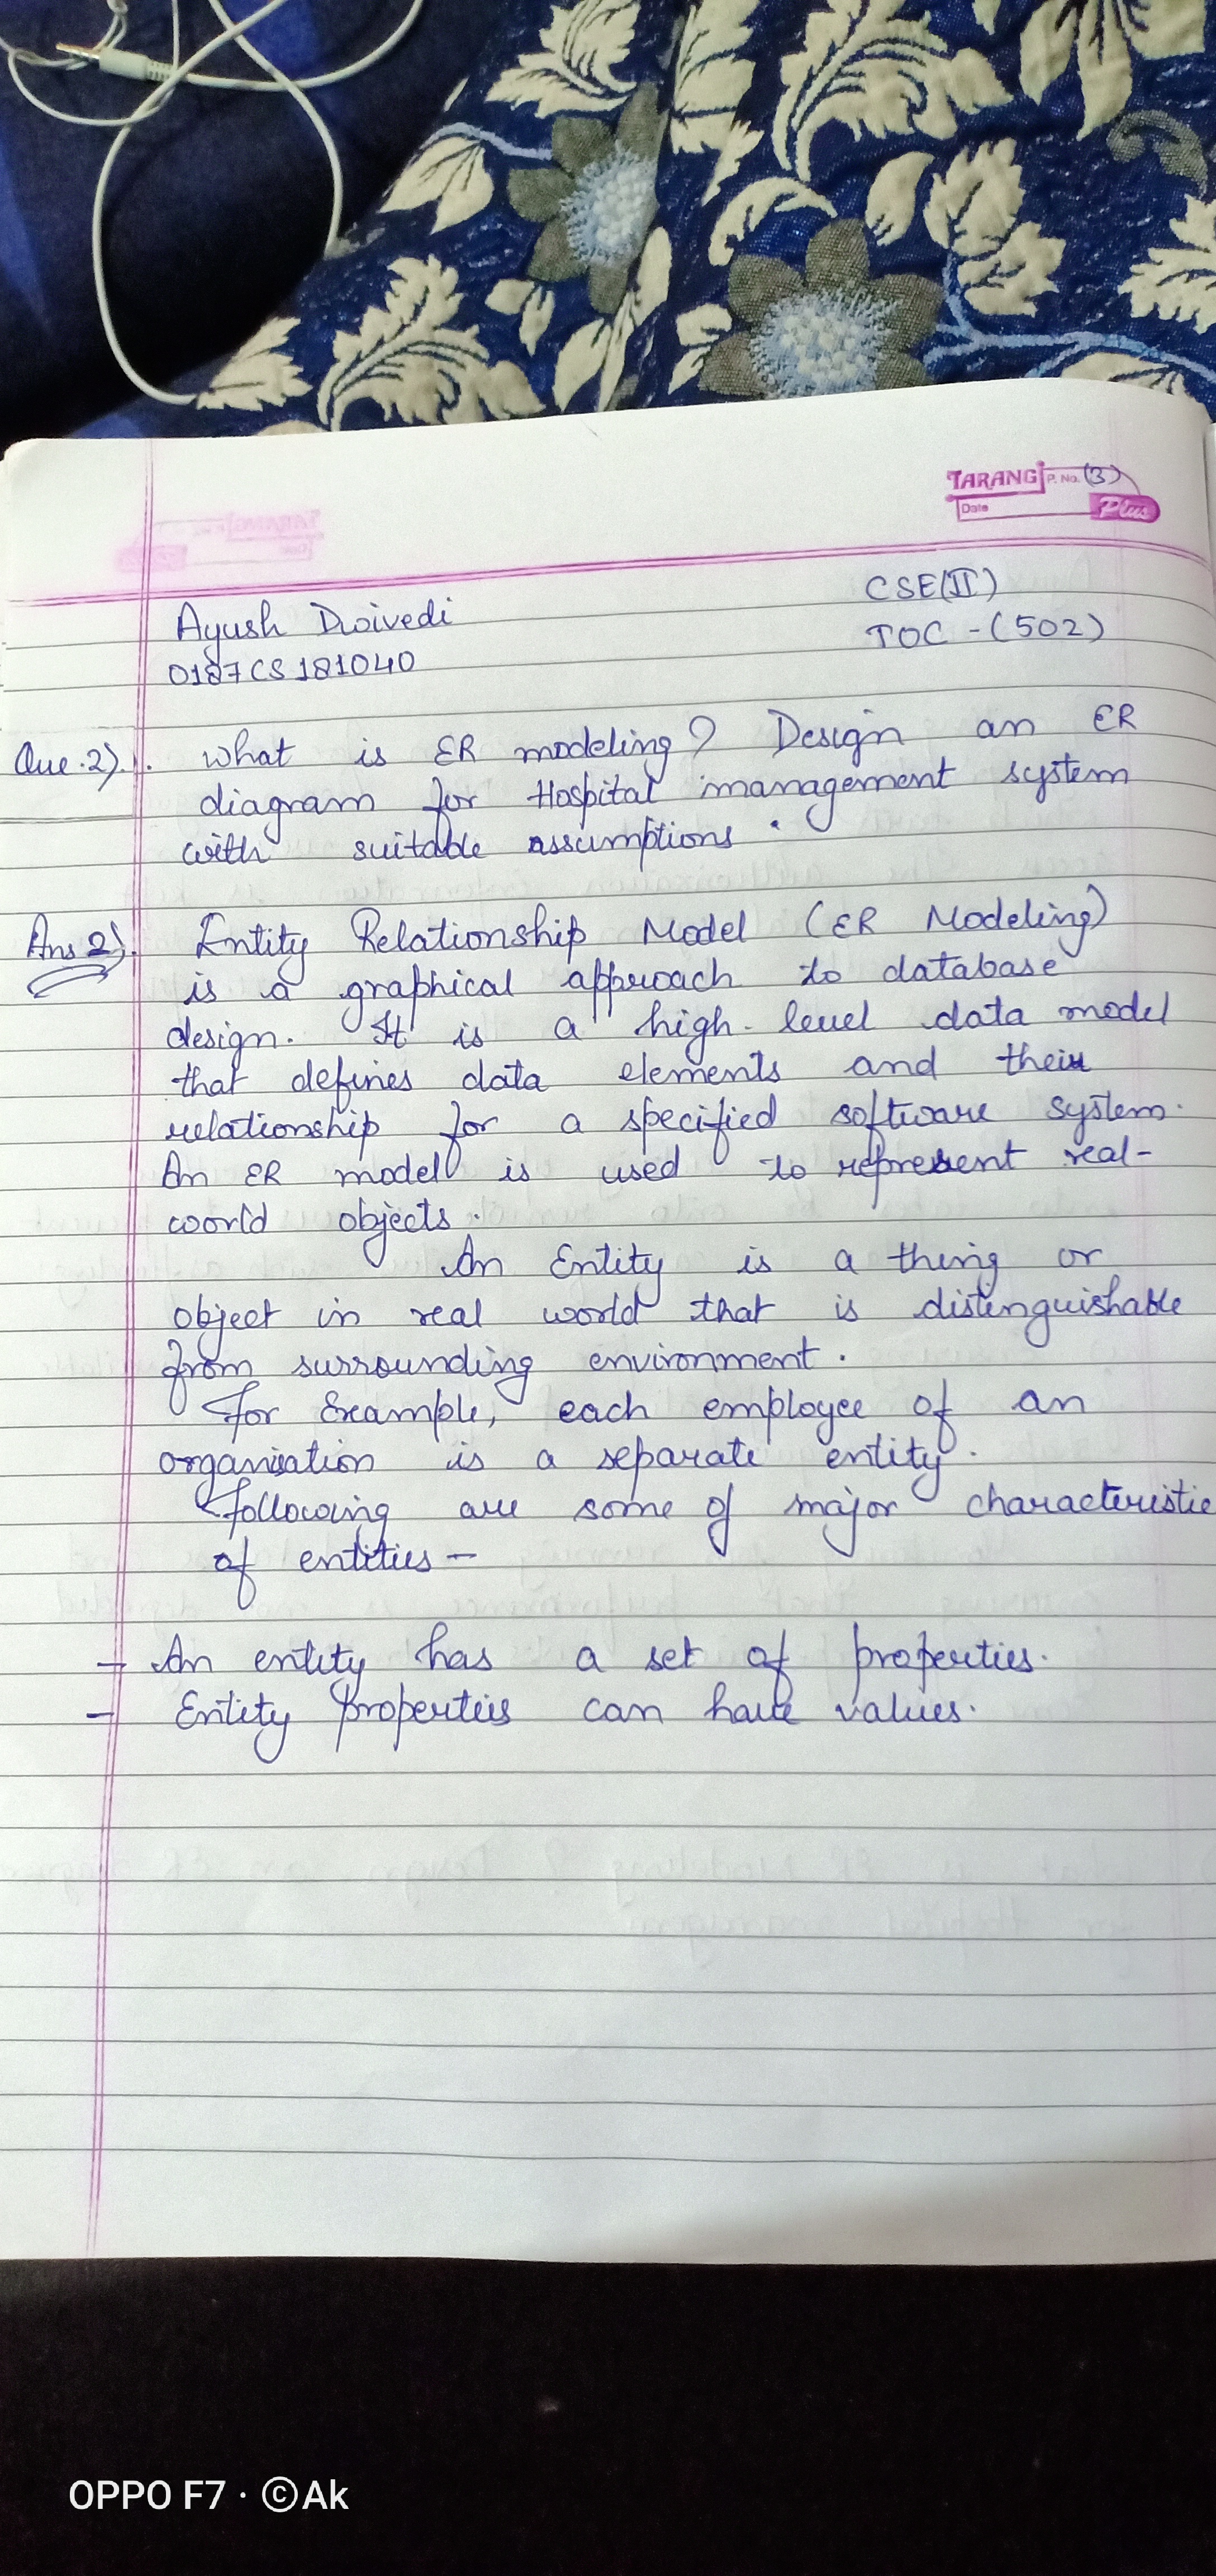 TARANG P. No. (3)
Date Plus
Ayush Dwivedi CSE(II)
0187CS181040 TOC - (502)
Que.2). What is ER modeling? Design an ER
diagram for Hospital management system
with suitable assumptions.
Ans 2). Entity Relationship Model (ER Modeling)
is a graphical approach to database
design. It is a high-level data model
that defines data elements and their
relationship for a specified software system.
An ER model is used to represent real-
world objects.
An Entity is a thing or
object in real world that is distinguishable
from surrounding environment.
For Example, each employee of an
organisation is a separate entity.
Following are some of major characteristic
of entities -
- An entity has a set of properties.
- Entity properties can have values.
OPPO F7 · ©Ak